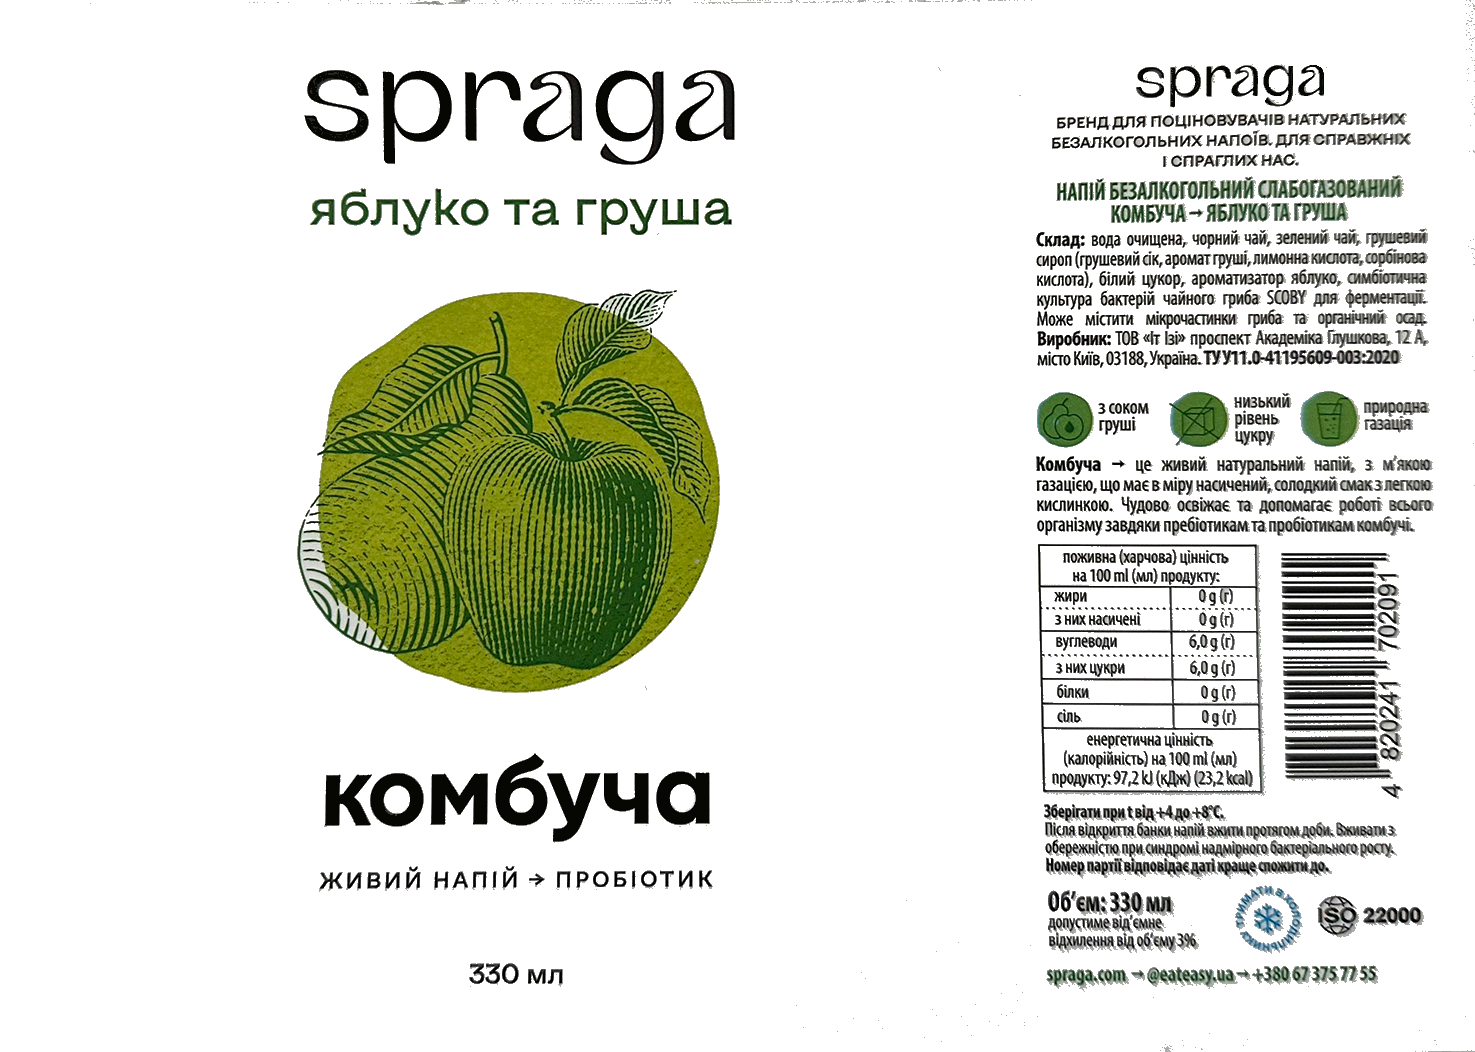 spraga
яблуко та груша
комбуча
ЖИВИЙ НАПІЙ → ПРОБІОТИК
330 мл
spraga
БРЕНД ДЛЯ ПОЦІНОВУВАЧІВ НАТУРАЛЬНИХ
БЕЗАЛКОГОЛЬНИХ НАПОЇВ. ДЛЯ СПРАВЖНІХ
І СПРАГЛИХ НАС.
НАПІЙ БЕЗАЛКОГОЛЬНИЙ СЛАБОГАЗОВАНИЙ
КОМБУЧА → ЯБЛУКО ТА ГРУША
Склад: вода очищена, чорний чай, зелений чай, грушевий
сироп (грушевий сік, аромат груші, лимонна кислота, сорбінова
кислота), білий цукор, ароматизатор яблуко, симбіотична
культура бактерій чайного гриба SCOBY для ферментації.
Може містити мікрочастинки гриба та органічний осад.
Виробник: ТОВ «Іт Ізі» проспект Академіка Глушкова, 12 А,
місто Київ, 03188, Україна. ТУ У11.0-41195609-003:2020
з соком
груші
низький
рівень
цукру
природна
газація
Комбуча → це живий натуральний напій, з м'якою
газацією, що має в міру насичений, солодкий смак з легкою
кислинкою. Чудово освіжає та допомагає роботі всього
організму завдяки пребіотикам та пробіотикам комбучі.
поживна (харчова) цінність
на 100 ml (мл) продукту:
жири 0 g (г)
з них насичені 0 g (г)
вуглеводи 6,0 g (г)
з них цукри 6,0 g (г)
білки 0 g (г)
сіль 0 g (г)
енергетична цінність
(калорійність) на 100 ml (мл)
продукту: 97,2 kJ (кДж) (23,2 kcal)
4 820241 702091
Зберігати при t від +4 до +8°C.
Після відкриття банки напій вжити протягом доби. Вживати з
обережністю при синдромі надмірного бактеріального росту.
Номер партії відповідає даті краще спожити до.
Об'єм: 330 мл
допустиме від'ємне
відхилення від об'єму 3%
ТРИМАТИ В ХОЛОДИЛЬНИКУ
ISO 22000
spraga.com → @eateasy.ua → +380 67 375 77 55